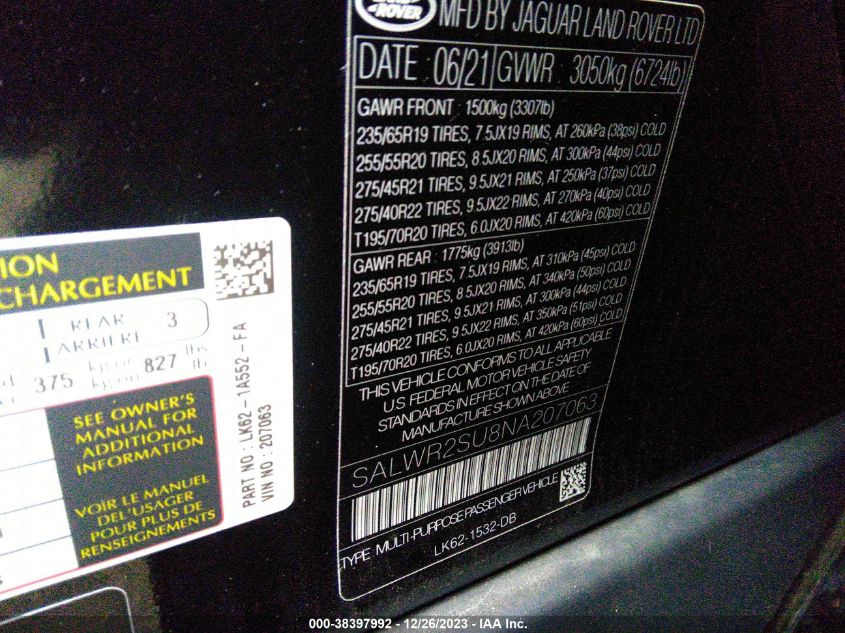 ROVER
MFD BY JAGUAR LAND ROVER LTD
DATE : 06/21 GVWR : 3050kg (6724lb)
GAWR FRONT : 1500kg (3307lb)
235/65R19 TIRES, 7.5JX19 RIMS, AT 260kPa (38psi) COLD
255/55R20 TIRES, 8.5JX20 RIMS, AT 300kPa (44psi) COLD
275/45R21 TIRES, 9.5JX21 RIMS, AT 250kPa (37psi) COLD
275/40R22 TIRES, 9.5JX22 RIMS, AT 270kPa (40psi) COLD
T195/70R20 TIRES, 6.0JX20 RIMS, AT 420kPa (60psi) COLD
GAWR REAR : 1775kg (3913lb)
235/65R19 TIRES, 7.5JX19 RIMS, AT 310kPa (45psi) COLD
255/55R20 TIRES, 8.5JX20 RIMS, AT 340kPa (50psi) COLD
275/45R21 TIRES, 9.5JX21 RIMS, AT 300kPa (44psi) COLD
275/40R22 TIRES, 9.5JX22 RIMS, AT 350kPa (51psi) COLD
T195/70R20 TIRES, 6.0JX20 RIMS, AT 420kPa (60psi) COLD
THIS VEHICLE CONFORMS TO ALL APPLICABLE
U.S FEDERAL MOTOR VEHICLE SAFETY
STANDARDS IN EFFECT ON THE DATE OF
MANUFACTURE SHOWN ABOVE
SALWR2SU8NA207063
TYPE : MULTI-PURPOSE PASSENGER VEHICLE
LK62-1532-DB
CHARGEMENT
REAR 3
ARRIÈRE
375 kg or 827 lbs
kg ou lb
SEE OWNER'S
MANUAL FOR
ADDITIONAL
INFORMATION
VOIR LE MANUEL
DEL'USAGER
POUR PLUS DE
RENSEIGNEMENTS
PART NO : LK62-1A552-FA
VIN NO : 207063
000-38397992 - 12/26/2023 - IAA Inc.